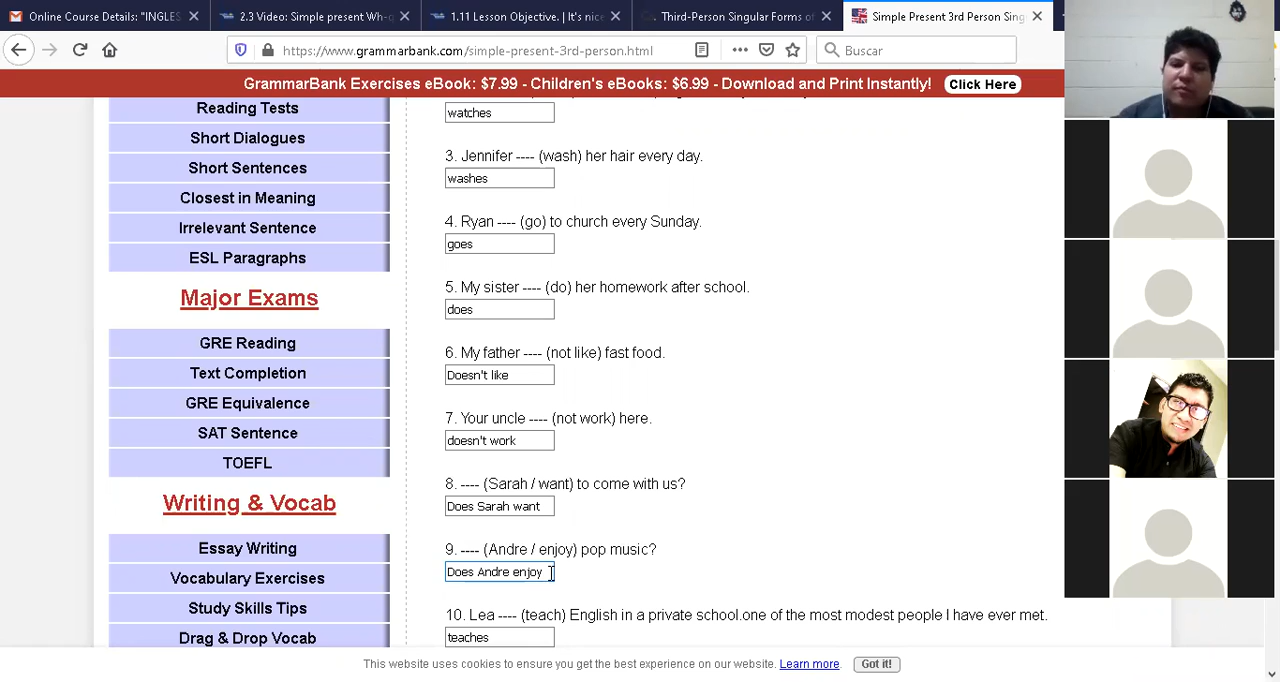 Online Course Details: "INGLES
2.3 Video: Simple present Wh-q
1.11 Lesson Objective. | It's nice
Third-Person Singular Forms of
Simple Present 3rd Person Sing
https://www.grammarbank.com/simple-present-3rd-person.html
Buscar
GrammarBank Exercises eBook: $7.99 - Children's eBooks: $6.99 - Download and Print Instantly!
Click Here
Reading Tests
Short Dialogues
Short Sentences
Closest in Meaning
Irrelevant Sentence
ESL Paragraphs
Major Exams
GRE Reading
Text Completion
GRE Equivalence
SAT Sentence
TOEFL
Writing & Vocab
Essay Writing
Vocabulary Exercises
Study Skills Tips
Drag & Drop Vocab
watches
3. Jennifer ---- (wash) her hair every day.
washes
4. Ryan ---- (go) to church every Sunday.
goes
5. My sister ---- (do) her homework after school.
does
6. My father ---- (not like) fast food.
Doesn't like
7. Your uncle ---- (not work) here.
doesn't work
8. ---- (Sarah / want) to come with us?
Does Sarah want
9. ---- (Andre / enjoy) pop music?
Does Andre enjoy
10. Lea ---- (teach) English in a private school.one of the most modest people I have ever met.
teaches
This website uses cookies to ensure you get the best experience on our website. Learn more.
Got it!